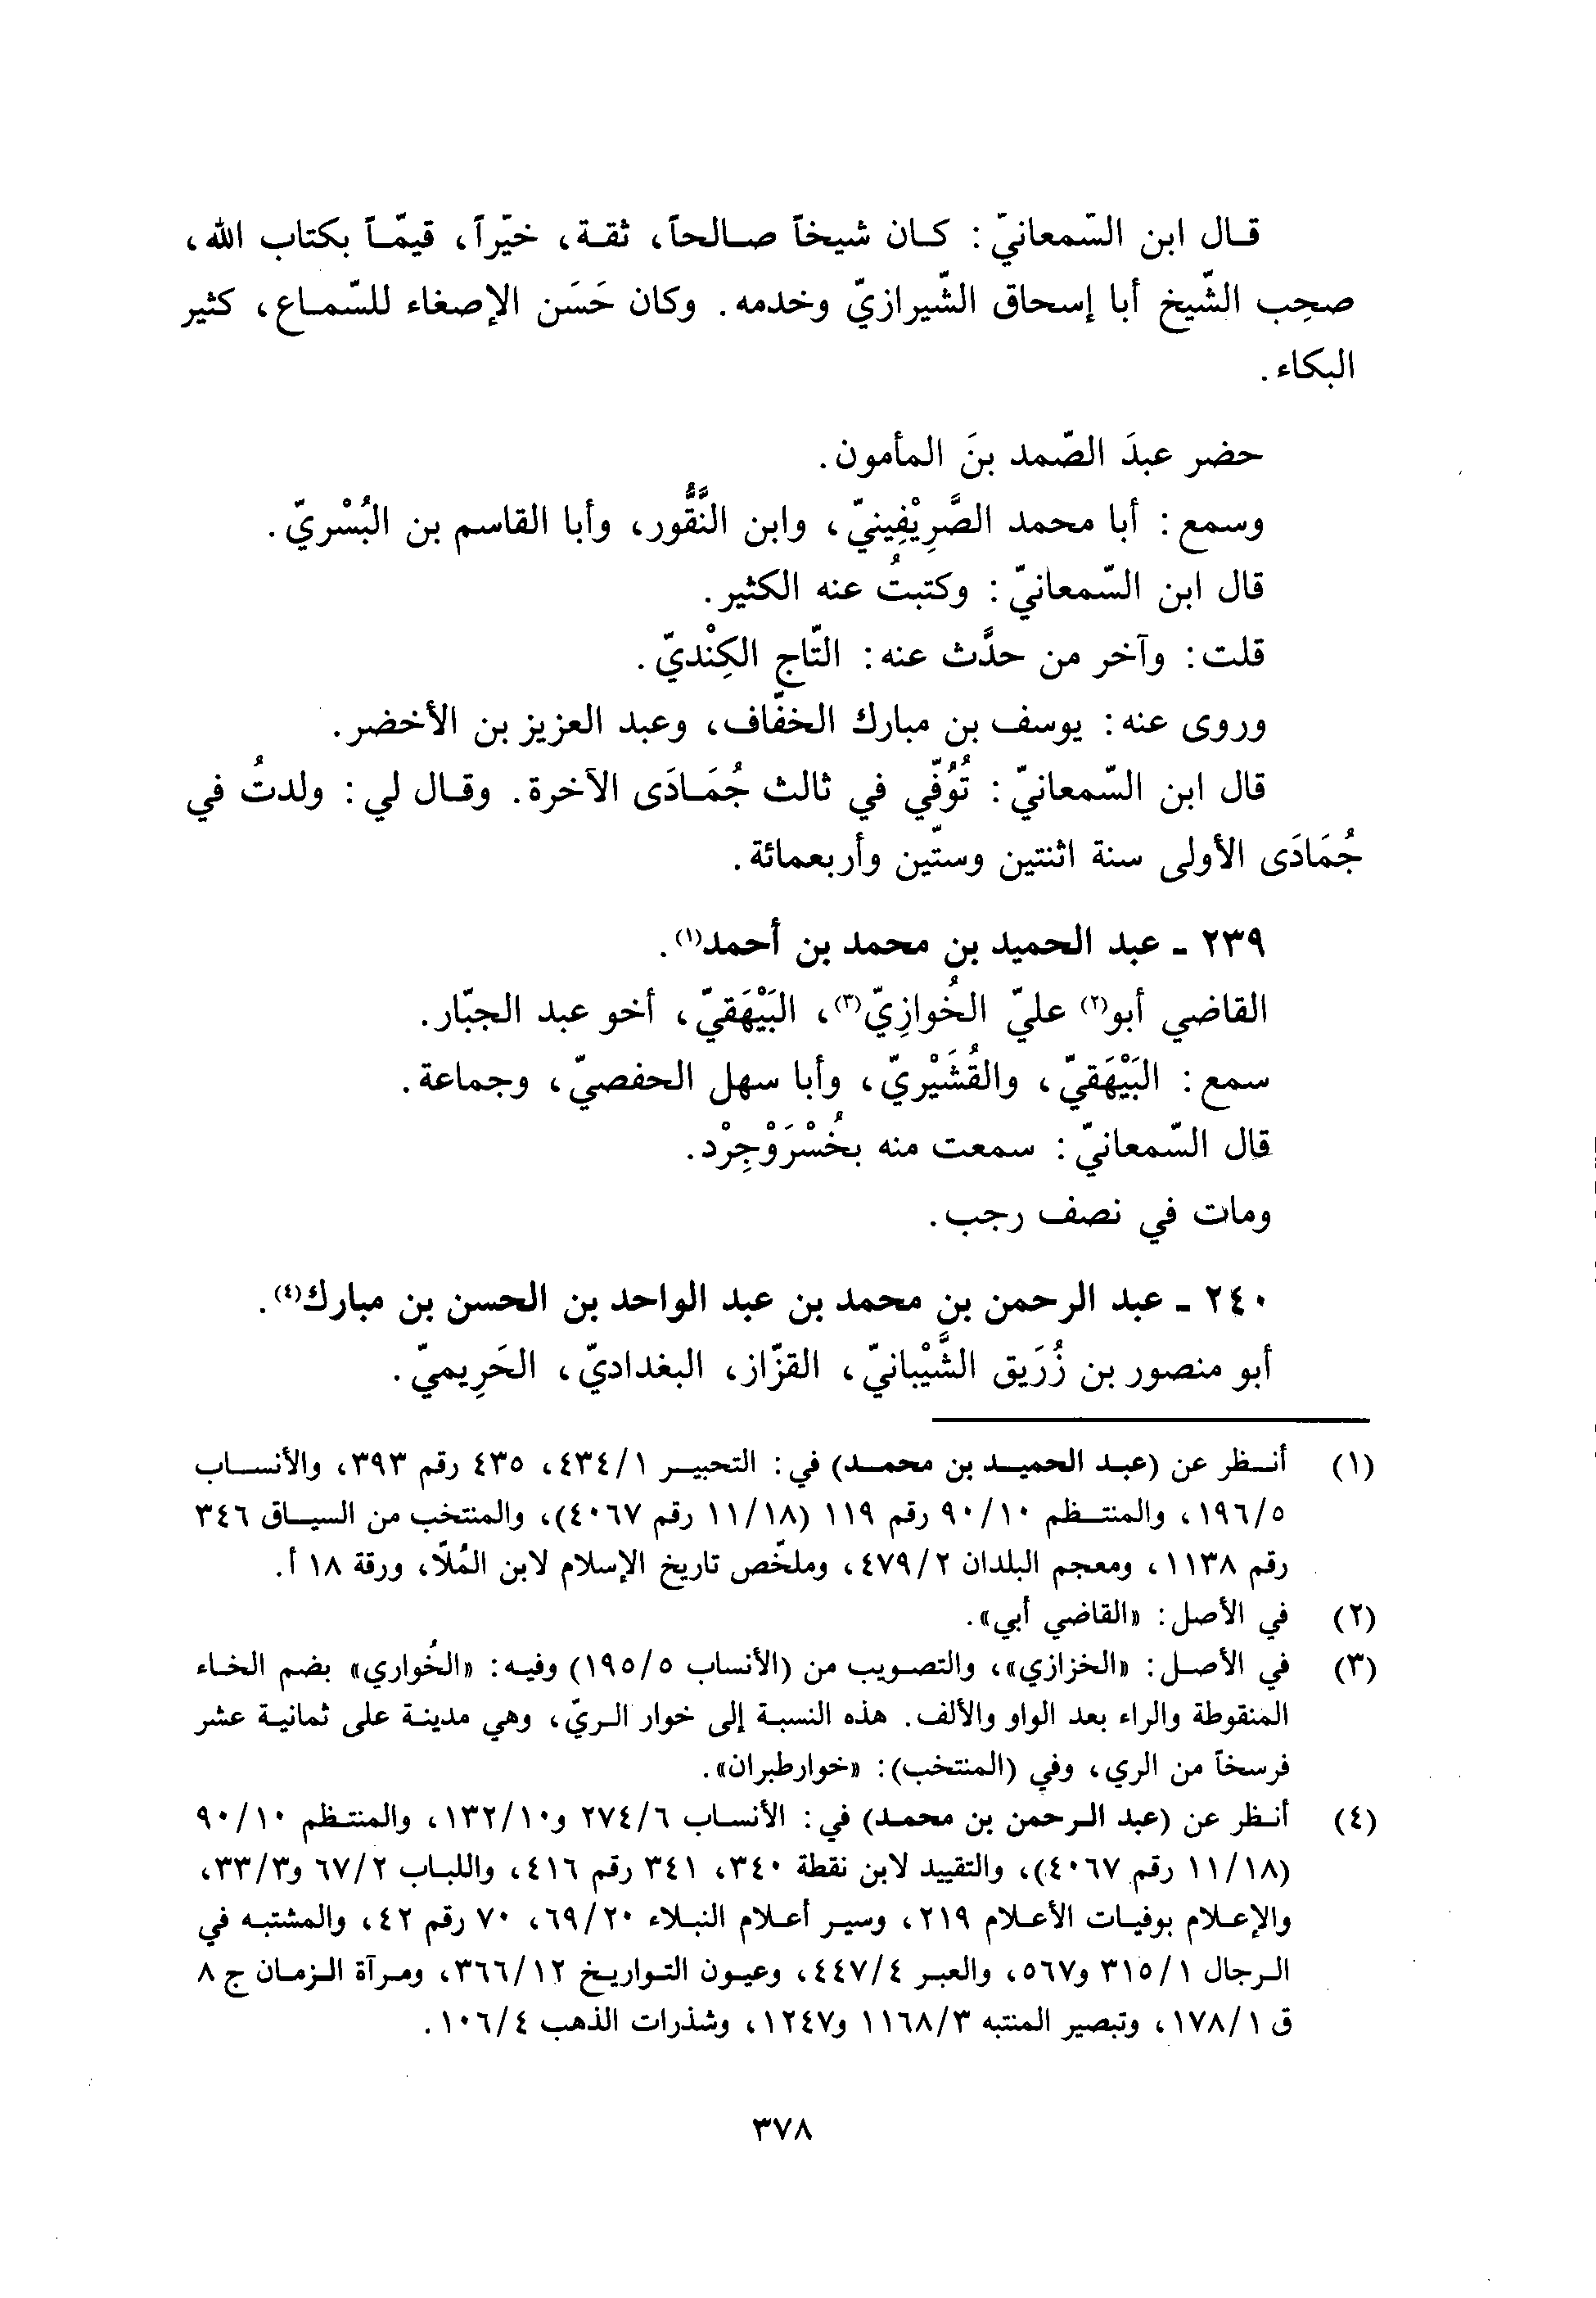 قال ابن السّمعانيّ: كان شيخاً صالحاً، ثقة، خيّراً، قيمّاً بكتاب الله،
صحِب الشّيخ أبا إسحاق الشّيرازيّ وخدمه. وكان حَسَن الإصغاء للسّماع، كثير
البكاء.
حضر عبدَ الصّمد بنَ المأمون.
وسمع: أبا محمد الصَّرِيْفِينيّ، وابن النَّقُّور، وأبا القاسم بن البُسْريّ.
قال ابن السّمعانيّ: وكتبتُ عنه الكثير.
قلت: وآخر من حدَّث عنه: التّاج الكِنْديّ.
وروى عنه: يوسف بن مبارك الخفّاف، وعبد العزيز بن الأخضر.
قال ابن السّمعانيّ: تُوُفّي في ثالث جُمَادَى الآخرة. وقال لي: ولدتُ في
جُمَادَى الأولى سنة اثنتين وستّين وأربعمائة.
٢٣٩ ـ عبد الحميد بن محمد بن أحمد(١).
القاضي أبو(٢) عليّ الخُوازِيّ(٣)، البَيْهَقيّ، أخو عبد الجبّار.
سمع: البَيْهَقيّ، والقُشَيْريّ، وأبا سهل الحفصيّ، وجماعة.
قال السّمعانيّ: سمعت منه بخُسْرَوْجِرْد.
ومات في نصف رجب.
٢٤٠ ـ عبد الرحمن بن محمد بن عبد الواحد بن الحسن بن مبارك(٤).
أبو منصور بن زُرَيق الشَّيْبانيّ، القزّاز، البغداديّ، الحَرِيميّ.
(١) أنظر عن (عبد الحميد بن محمد) في: التحبير ١/٤٣٤، ٤٣٥ رقم ٣٩٣، والأنساب
٥/١٩٦، والمنتظم ١٠/٩٠ رقم ١١٩ (١٨/١١ رقم ٤٠٦٧)، والمنتخب من السياق ٣٤٦
رقم ١١٣٨، ومعجم البلدان ٢/٤٧٩، وملخّص تاريخ الإسلام لابن المُلّا، ورقة ١٨ أ.
(٢) في الأصل: «القاضي أبي».
(٣) في الأصل: «الخزازي»، والتصويب من (الأنساب ٥/١٩٥) وفيه: «الخُواري» بضم الخاء
المنقوطة والراء بعد الواو والألف. هذه النسبة إلى خوار الريّ، وهي مدينة على ثمانية عشر
فرسخاً من الري، وفي (المنتخب): «خوارطبران».
(٤) أنظر عن (عبد الرحمن بن محمد) في: الأنساب ٦/٢٧٤ و١٠/١٣٢، والمنتظم ١٠/٩٠
(١٨/١١ رقم ٤٠٦٧)، والتقييد لابن نقطة ٣٤٠، ٣٤١ رقم ٤١٦، واللباب ٢/٦٧ و٣/٣٣،
والإعلام بوفيات الأعلام ٢١٩، وسير أعلام النبلاء ٢٠/٦٩، ٧٠ رقم ٤٢، والمشتبه في
الرجال ١/٣١٥ و٥٦٧، والعبر ٤/٤٤٧، وعيون التواريخ ١٢/٣٦٦، ومرآة الزمان ج ٨
ق ١/١٧٨، وتبصير المنتبه ٣/١١٦٨ و١٢٤٧، وشذرات الذهب ٤/١٠٦.
٣٧٨